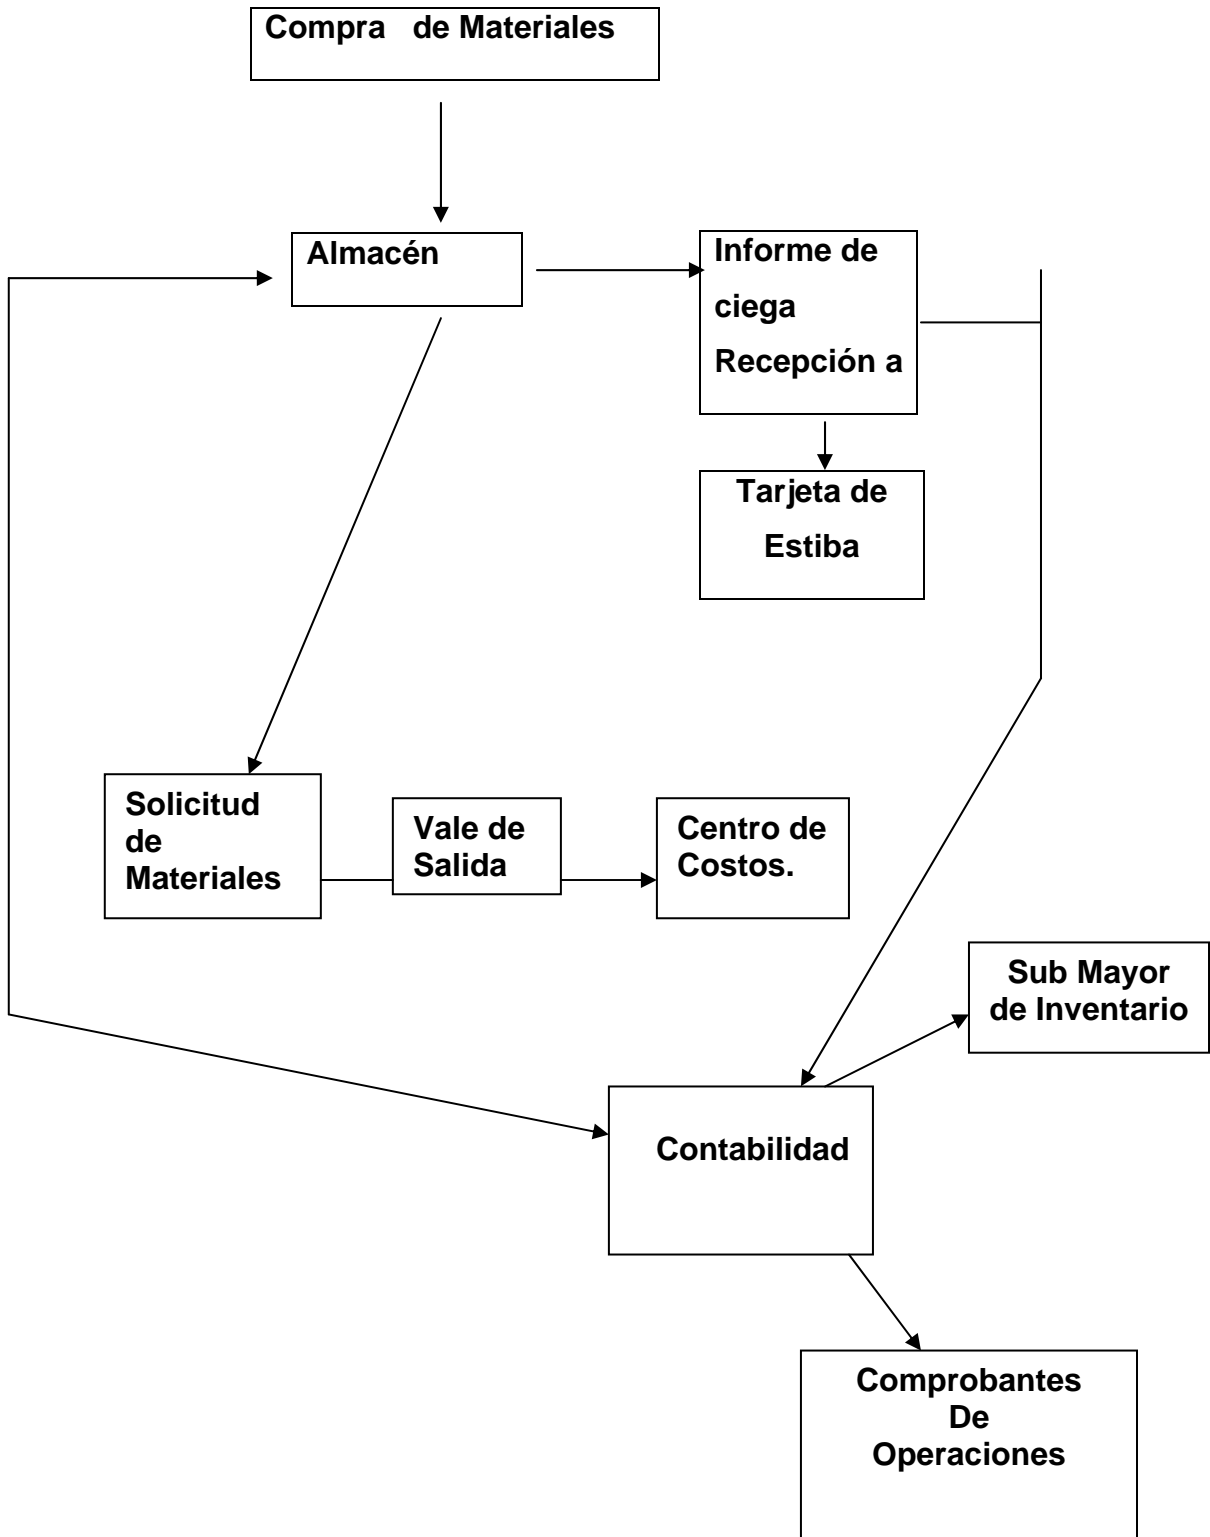 Compra de Materiales
Almacén
Informe de
ciega
Recepción a
Tarjeta de
Estiba
Solicitud
de
Materiales
Vale de
Salida
Centro de
Costos.
Sub Mayor
de Inventario
Contabilidad
Comprobantes
De
Operaciones